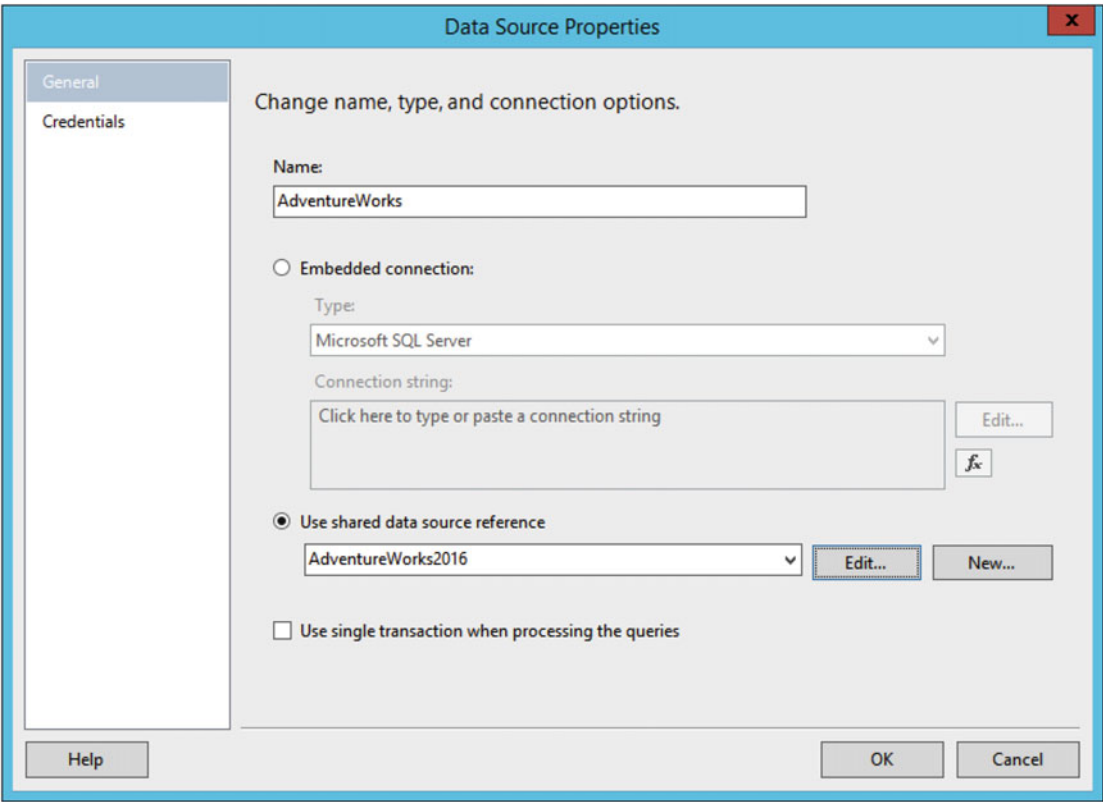 Data Source Properties
x
General
Credentials
Change name, type, and connection options.
Name:
AdventureWorks
Embedded connection:
Type:
Microsoft SQL Server
Connection string:
Click here to type or paste a connection string
Edit...
fx
Use shared data source reference
AdventureWorks2016
Edit...
New...
Use single transaction when processing the queries
Help
OK
Cancel